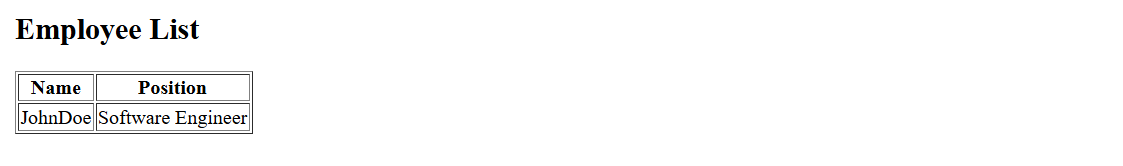 Employee List
Name Position
JohnDoe Software Engineer